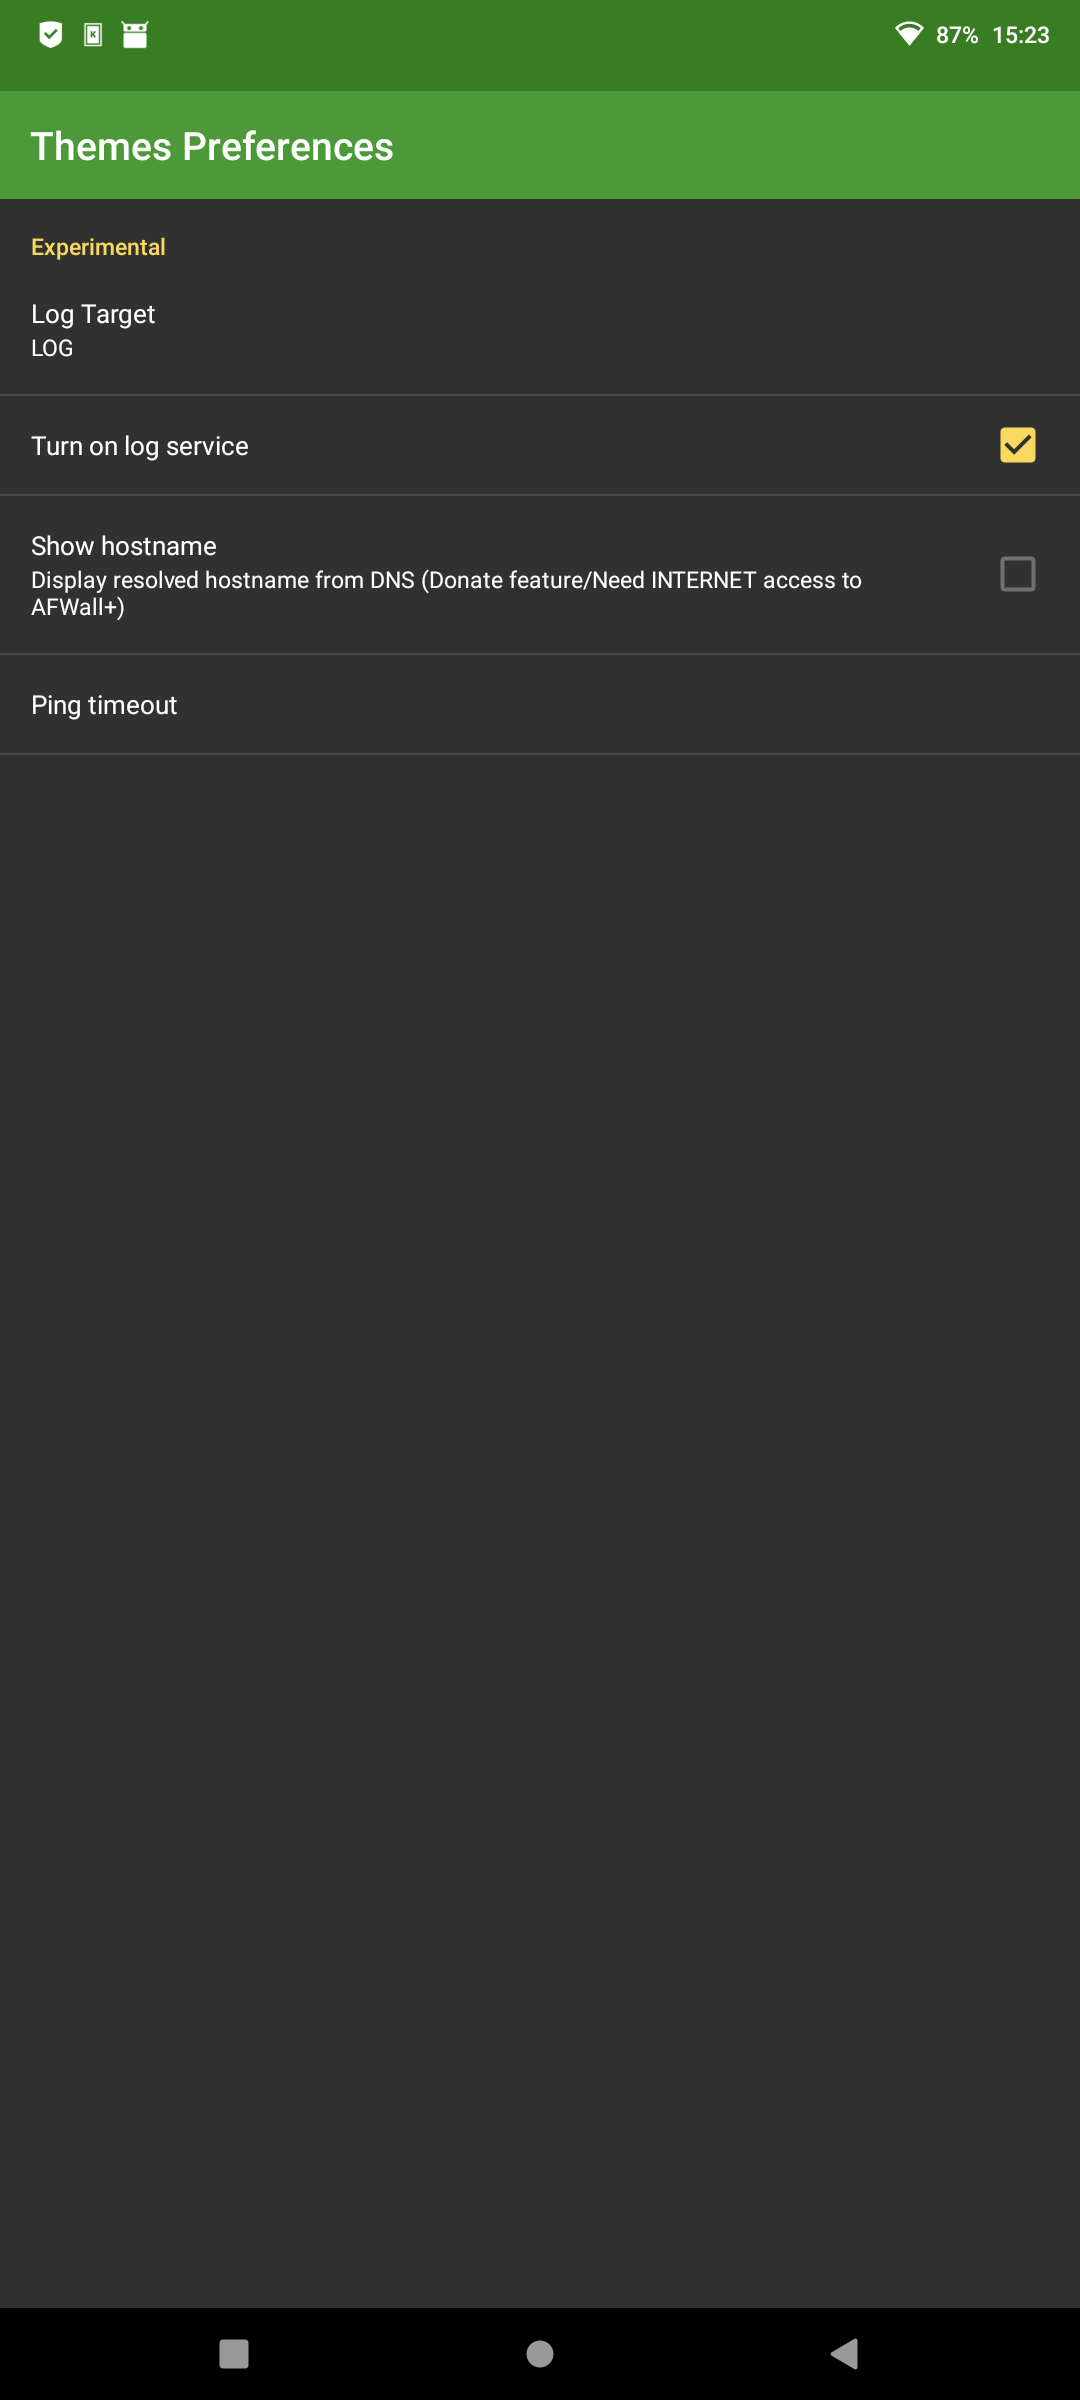 87% 15:23
Themes Preferences
Experimental
Log Target
LOG
Turn on log service
Show hostname
Display resolved hostname from DNS (Donate feature/Need INTERNET access to
AFWall+)
Ping timeout